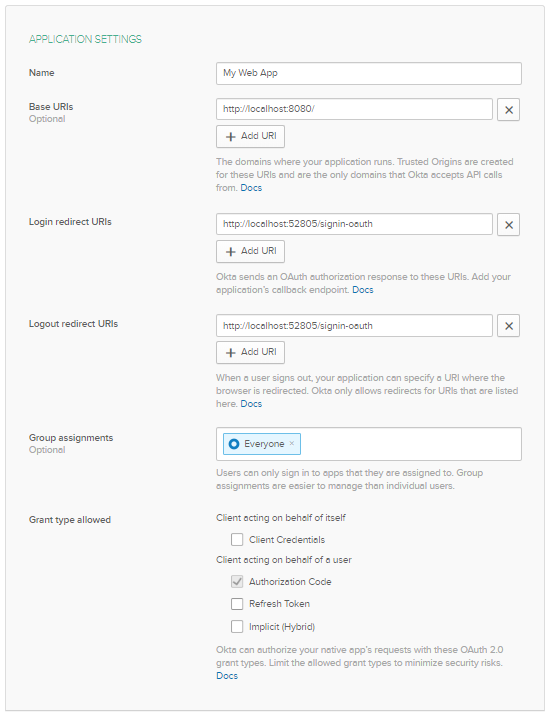 APPLICATION SETTINGS
Name
My Web App
Base URIs
Optional
http://localhost:8080/
+ Add URI
The domains where your application runs. Trusted Origins are created
for these URIs and are the only domains that Okta accepts API calls
from. Docs
Login redirect URIs
http://localhost:52805/signin-oauth
+ Add URI
Okta sends an OAuth authorization response to these URIs. Add your
application's callback endpoint. Docs
Logout redirect URIs
http://localhost:52805/signin-oauth
+ Add URI
When a user signs out, your application can specify a URI where the
browser is redirected. Okta only allows redirects for URIs that are listed
here. Docs
Group assignments
Optional
Everyone ×
Users can only sign in to apps that they are assigned to. Group
assignments are easier to manage than individual users.
Grant type allowed
Client acting on behalf of itself
Client Credentials
Client acting on behalf of a user
Authorization Code
Refresh Token
Implicit (Hybrid)
Okta can authorize your native app's requests with these OAuth 2.0
grant types. Limit the allowed grant types to minimize security risks.
Docs